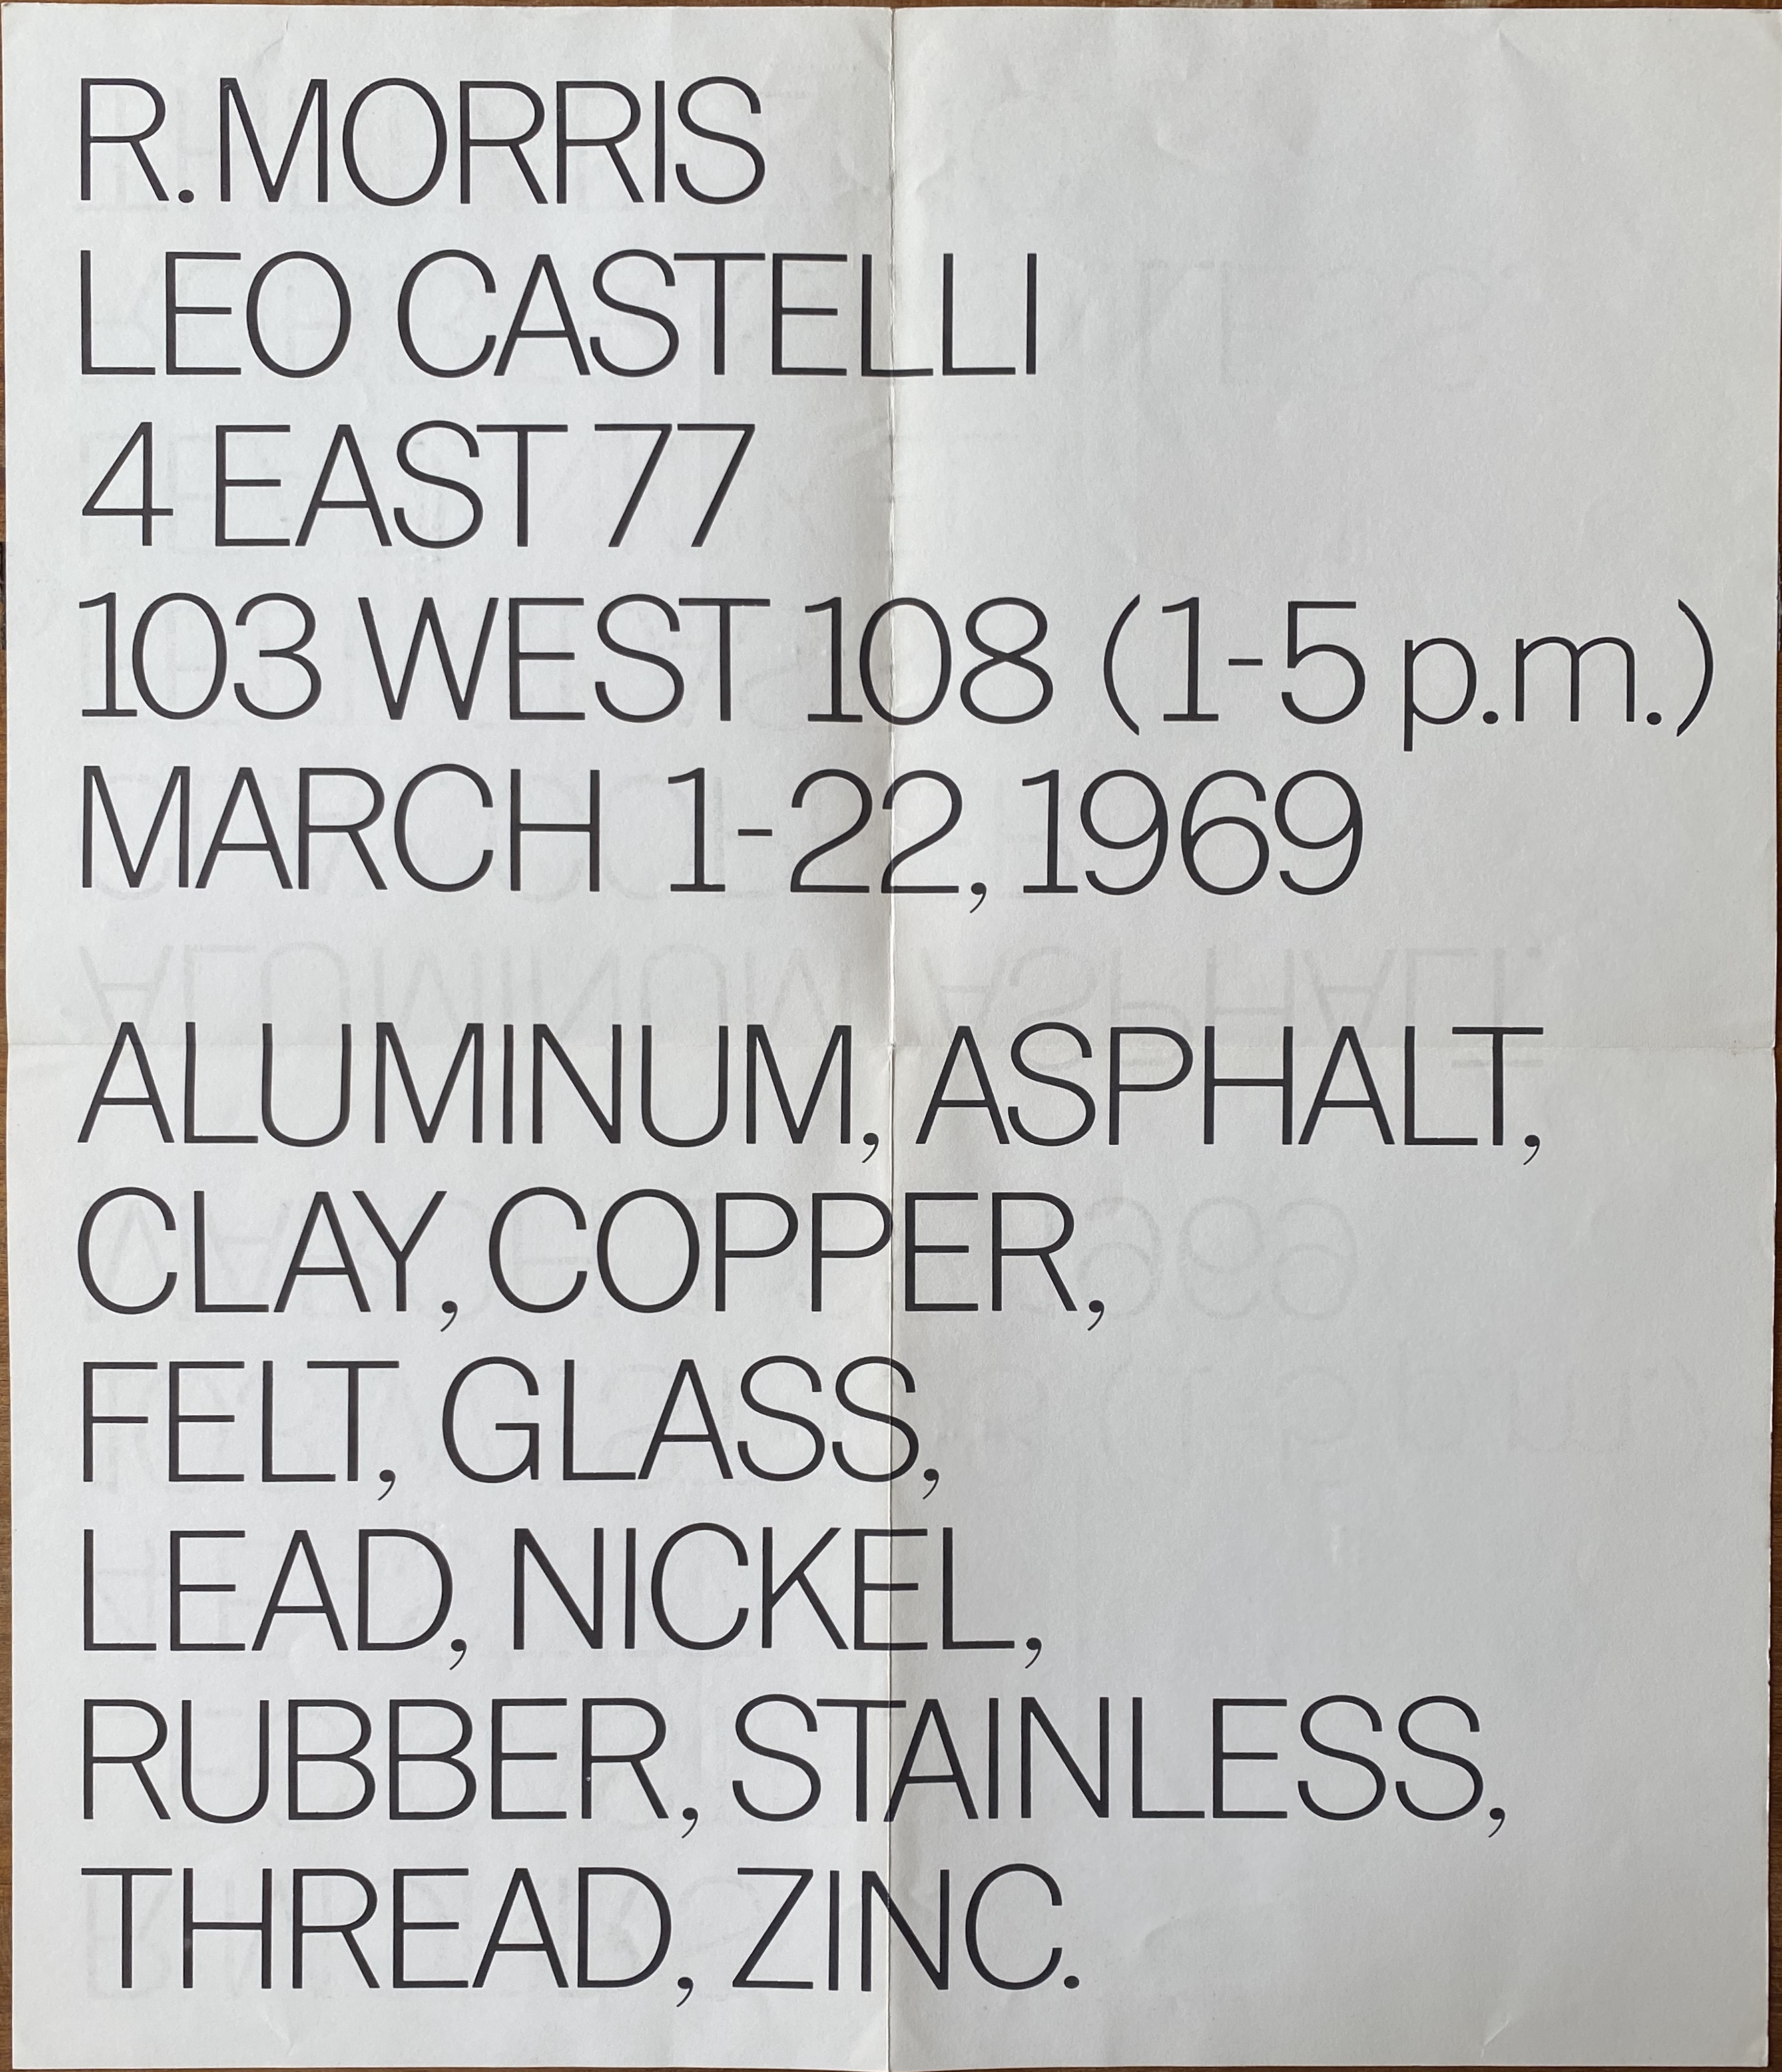 R. MORRIS
LEO CASTELLI
4 EAST 77
103 WEST 108 (1-5 p.m.)
MARCH 1-22, 1969
ALUMINUM, ASPHALT,
CLAY, COPPER,
FELT, GLASS,
LEAD, NICKEL,
RUBBER, STAINLESS,
THREAD, ZINC.